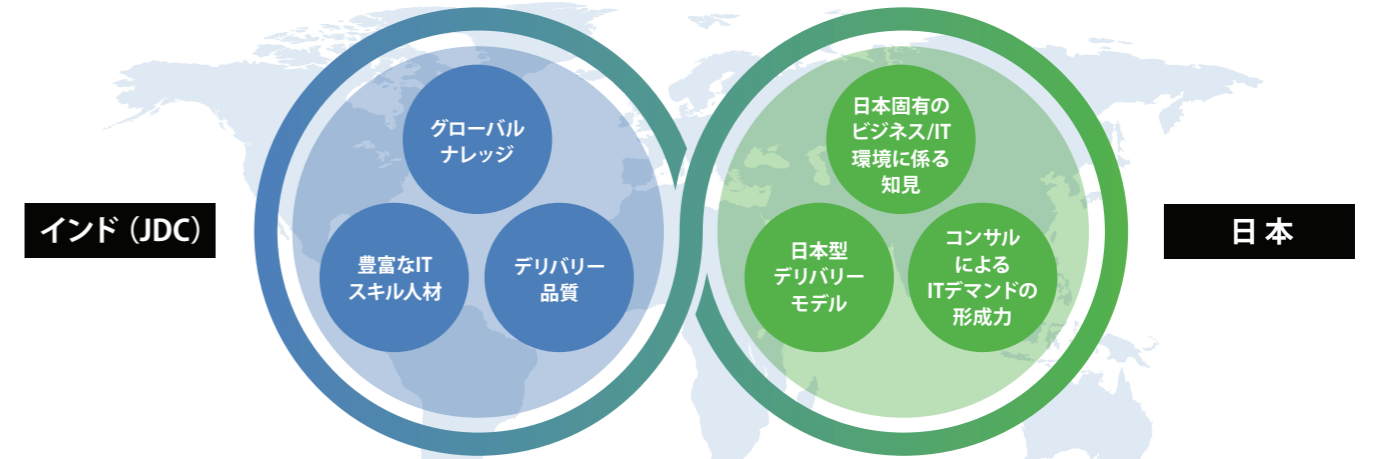 インド（JDC）
グローバル
ナレッジ
豊富なIT
スキル人材
デリバリー
品質
日本固有の
ビジネス/IT
環境に係る
知見
日本型
デリバリー
モデル
コンサル
による
ITデマンドの
形成力
日本